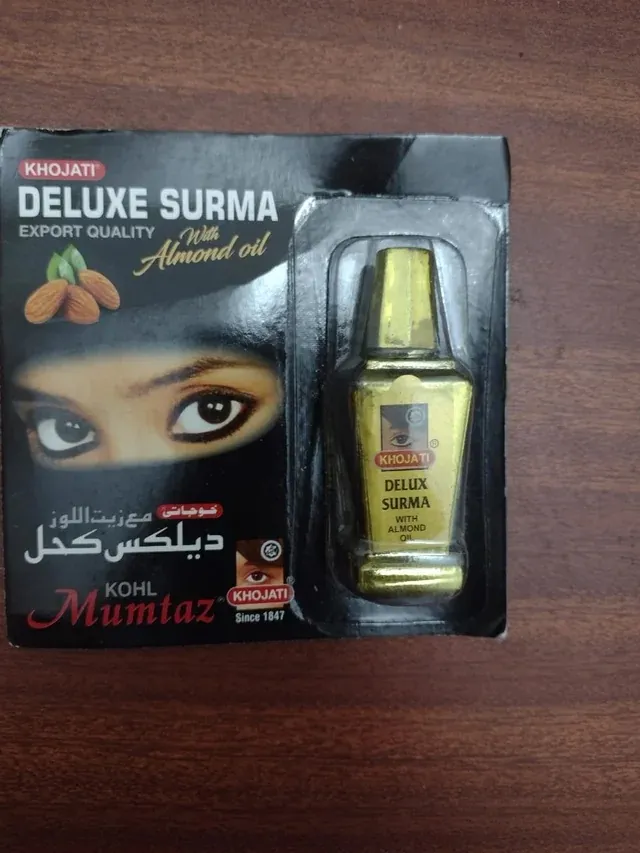 KHOJATI®
DELUXE SURMA
EXPORT QUALITY
With
Almond oil
خوجاتی
مع زيت اللوز
ديلكس كحل
KOHL
Mumtaz
KHOJATI®
Since 1847
KHOJATI®
DELUX
SURMA
WITH
ALMOND
OIL